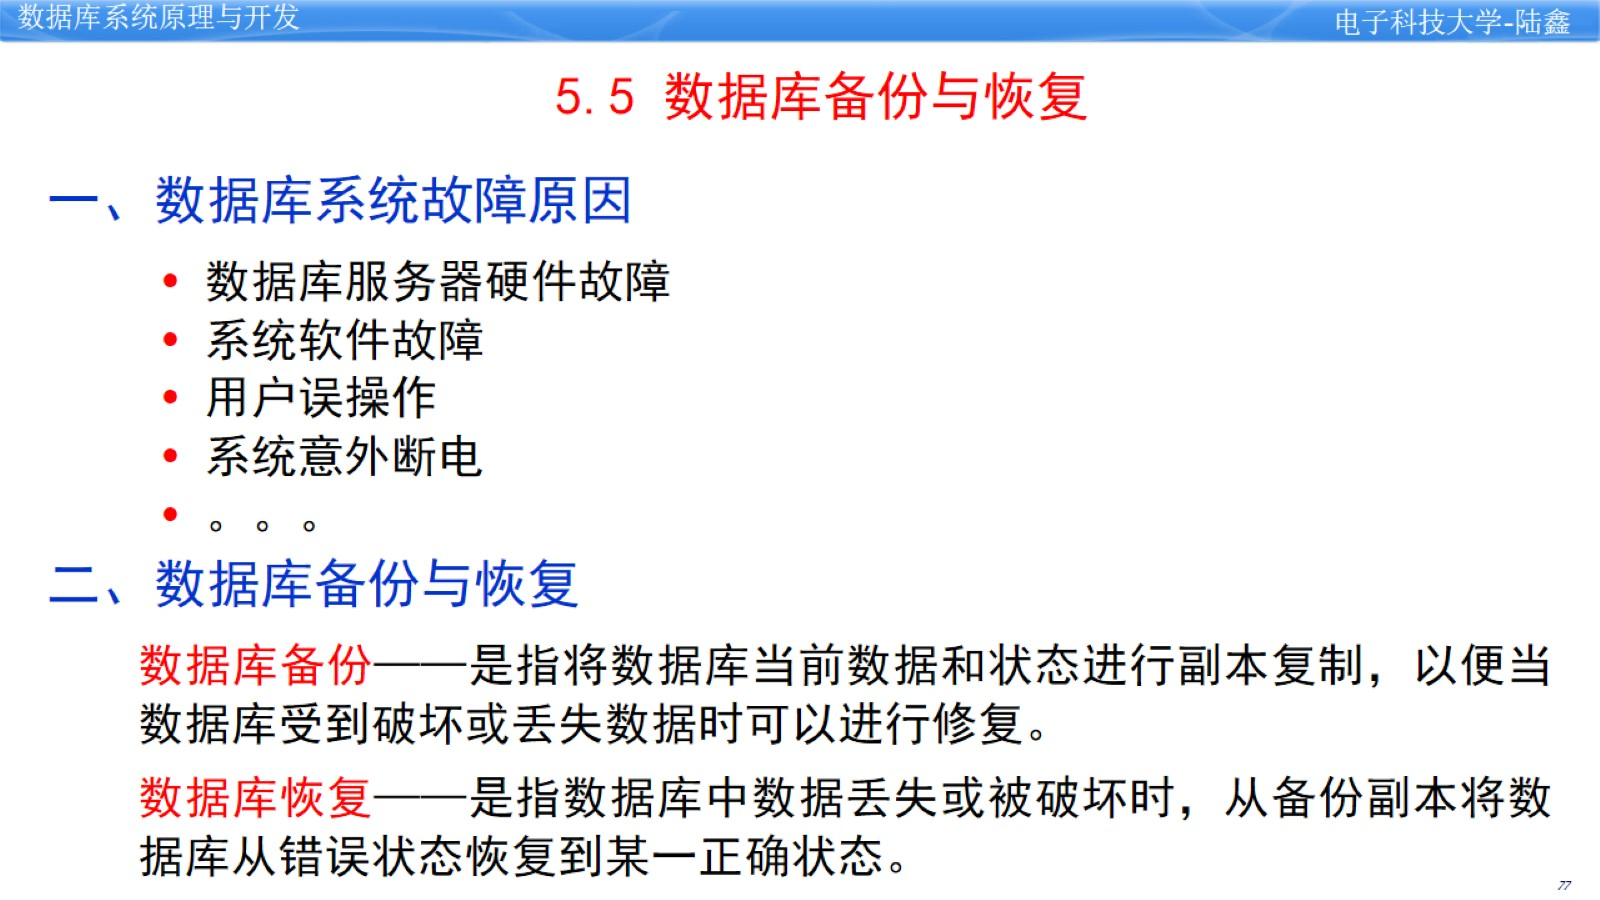 数据库系统原理与开发
电子科技大学-陆鑫
5.5 数据库备份与恢复
一、数据库系统故障原因
• 数据库服务器硬件故障
• 系统软件故障
• 用户误操作
• 系统意外断电
• 。。。
二、数据库备份与恢复
数据库备份——是指将数据库当前数据和状态进行副本复制，以便当
数据库受到破坏或丢失数据时可以进行修复。
数据库恢复——是指数据库中数据丢失或被破坏时，从备份副本将数
据库从错误状态恢复到某一正确状态。
77